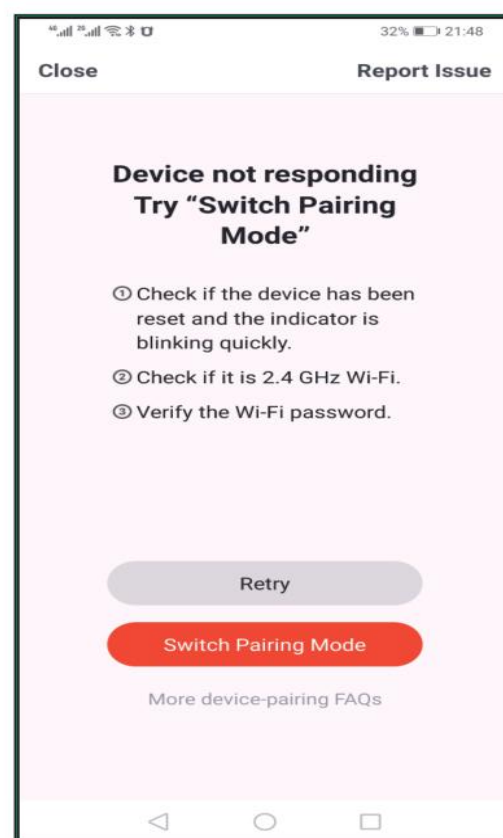 4G 2G 32% 21:48
Close Report Issue
Device not responding
Try “Switch Pairing
Mode”
① Check if the device has been
reset and the indicator is
blinking quickly.
② Check if it is 2.4 GHz Wi-Fi.
③ Verify the Wi-Fi password.
Retry
Switch Pairing Mode
More device-pairing FAQs